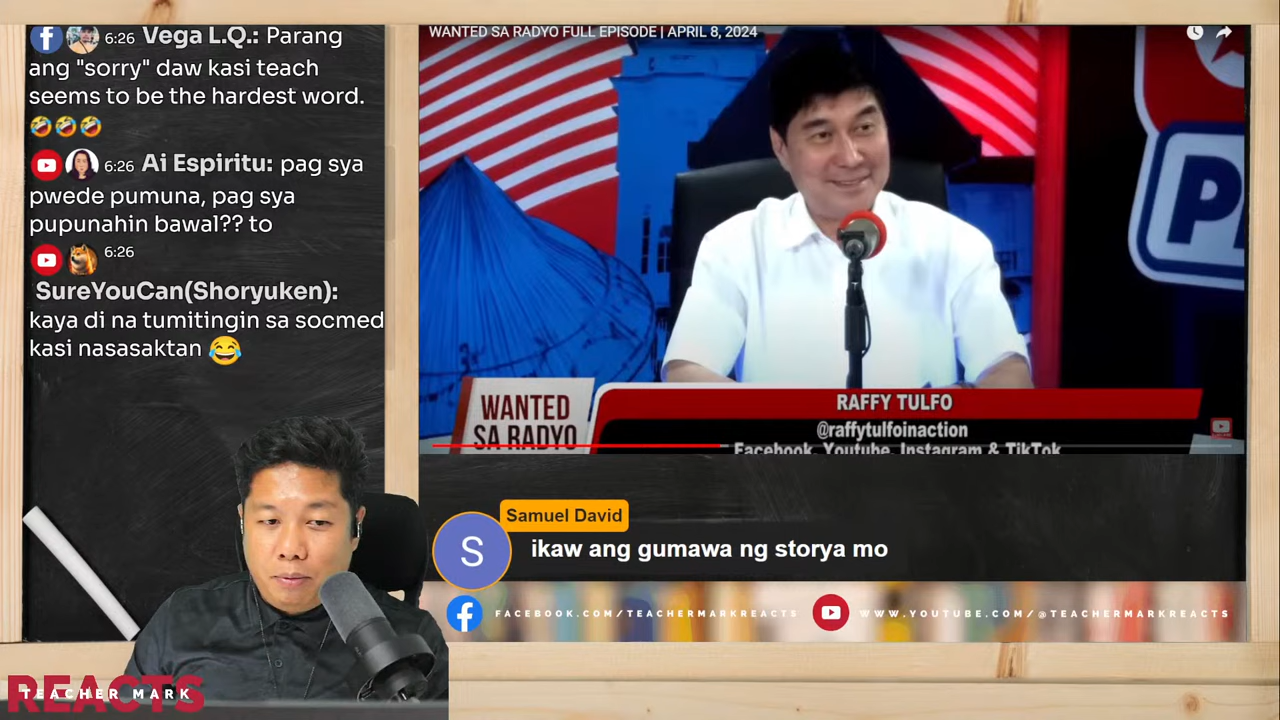 6:26 Vega L.Q.: Parang
ang "sorry" daw kasi teach
seems to be the hardest word.
🤣🤣🤣
6:26 Ai Espiritu: pag sya
pwede pumuna, pag sya
pupunahin bawal?? to
6:26
SureYouCan(Shoryuken):
kaya di na tumitingin sa socmed
kasi nasasaktan 😂
WANTED SA RADYO FULL EPISODE | APRIL 8, 2024
WANTED
SA RADYO
RAFFY TULFO
@raffytulfoinaction
Facebook, Youtube, Instagram & TikTok
Samuel David
S
ikaw ang gumawa ng storya mo
FACEBOOK.COM/TEACHERMARKREACTS
WWW.YOUTUBE.COM/@TEACHERMARKREACTS
TEACHER MARK
REACTS